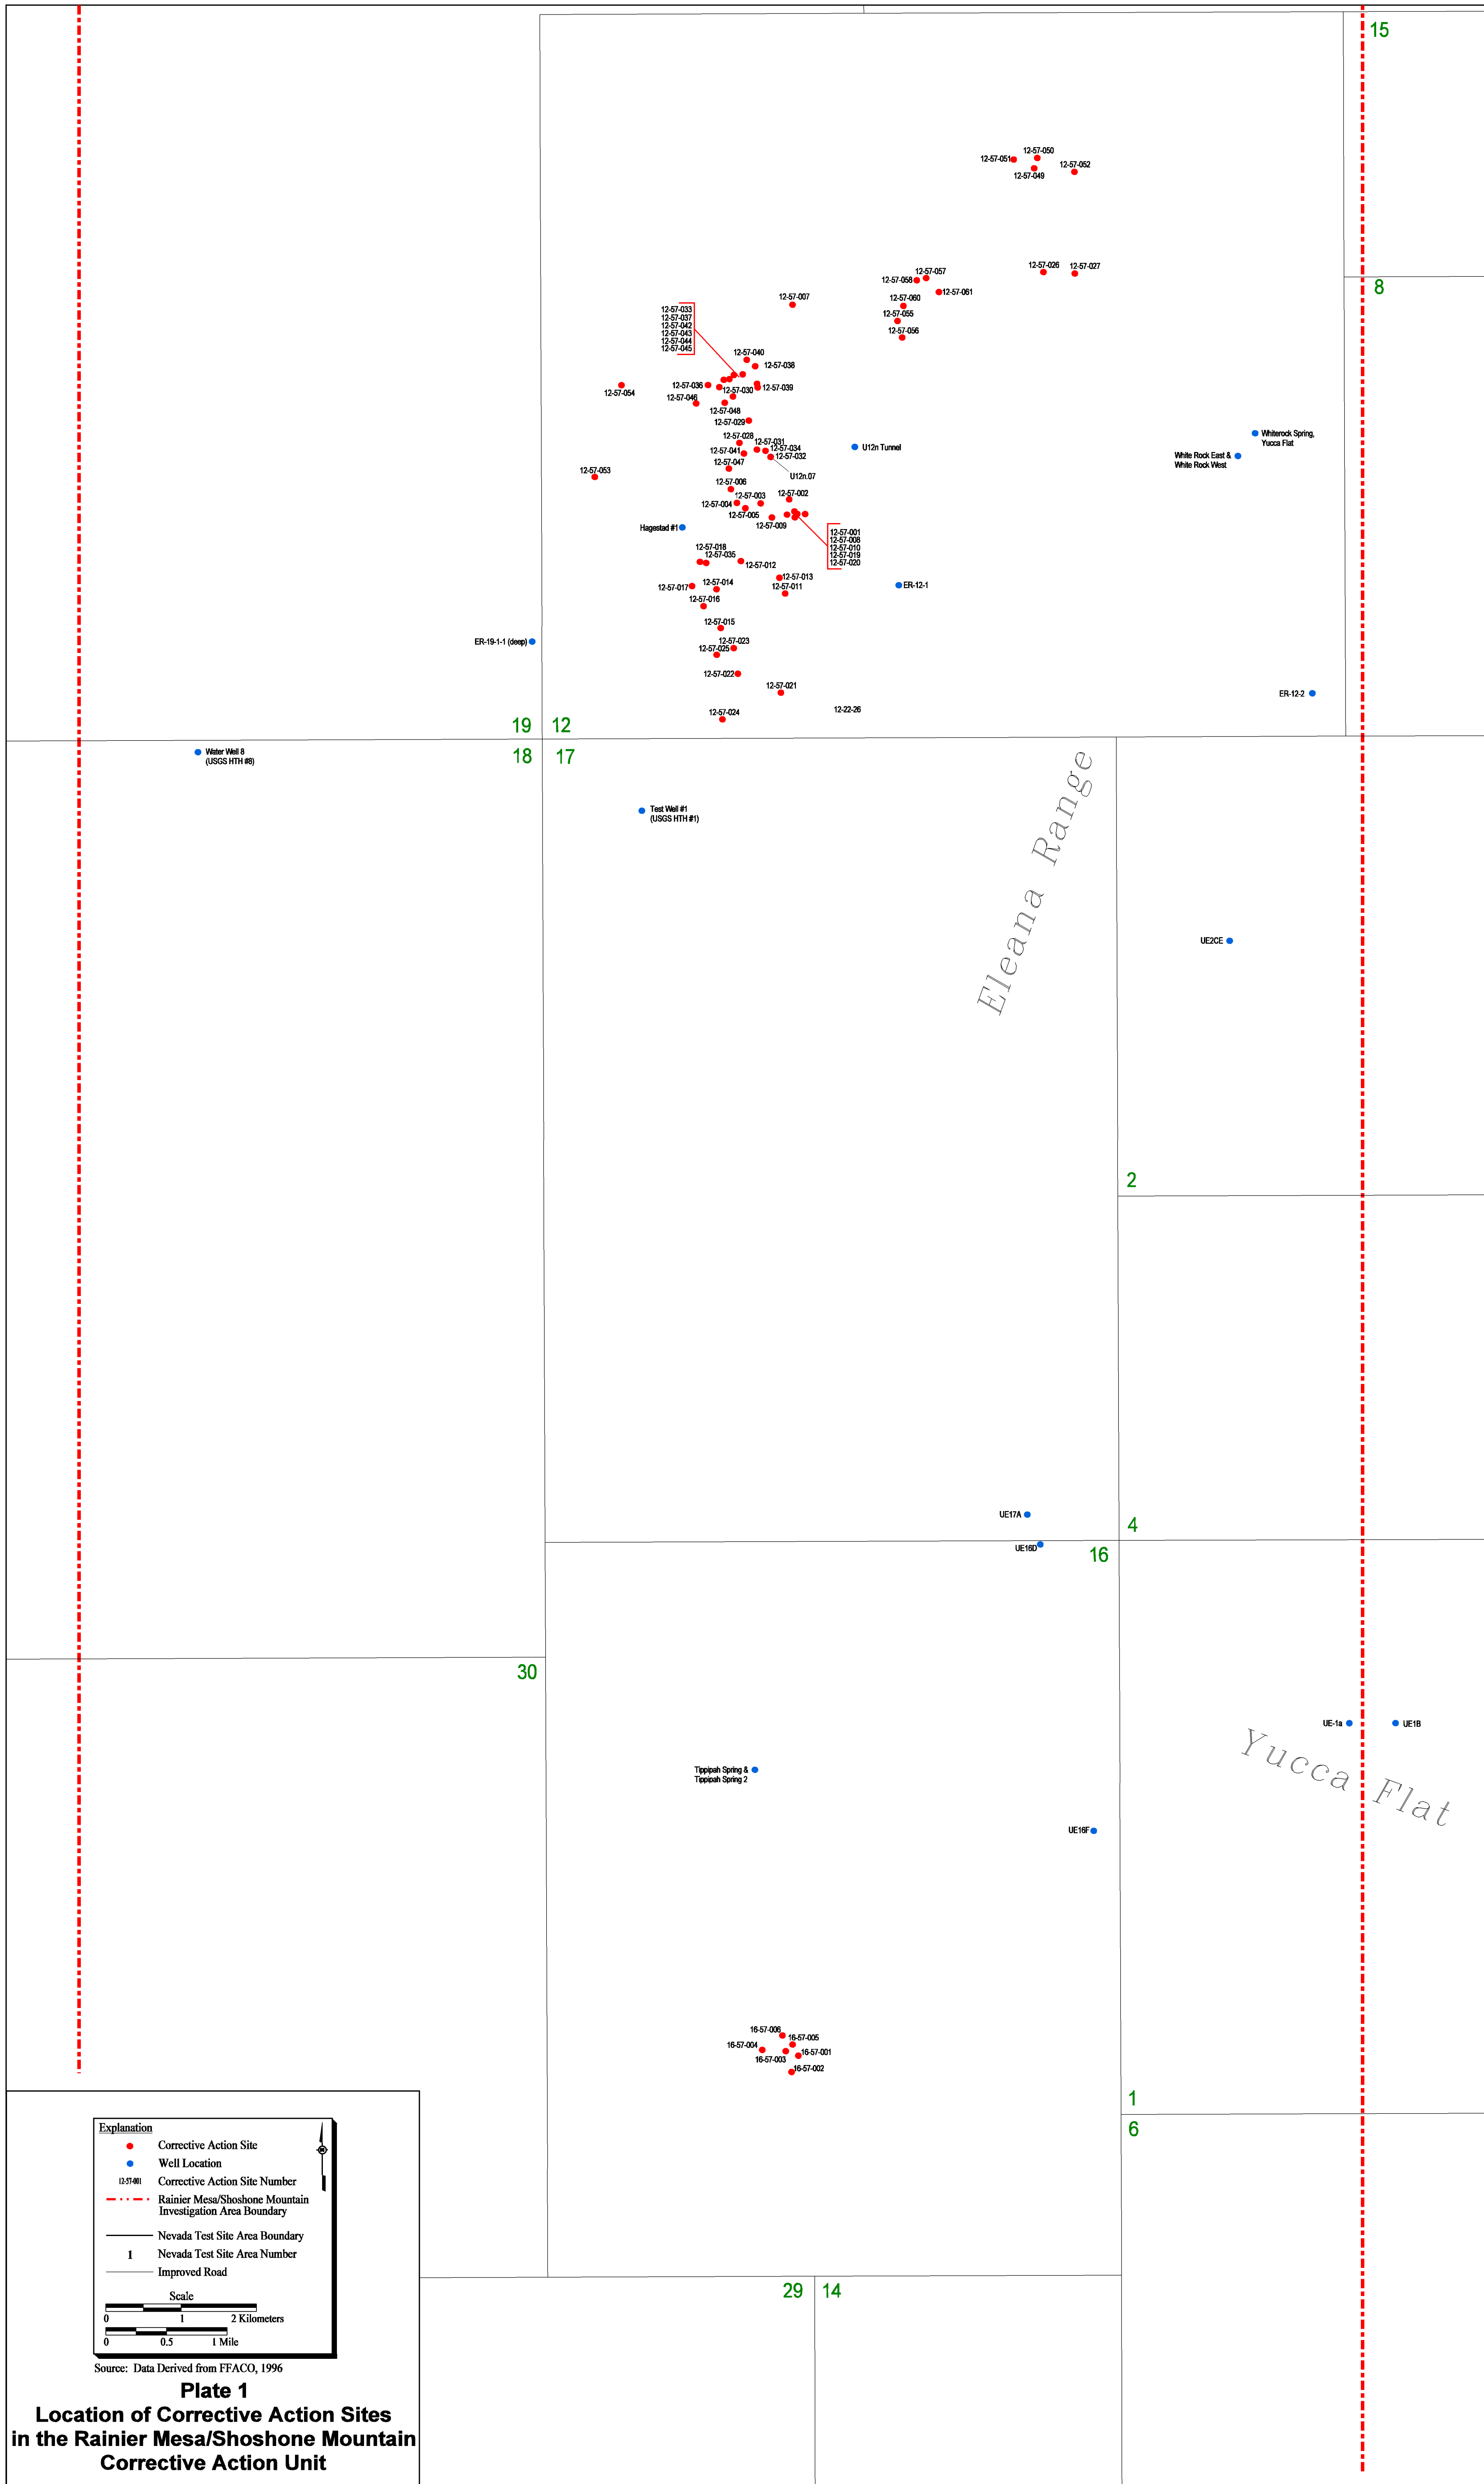 15
12-57-050
12-57-051
12-57-052
12-57-049
12-57-026
12-57-027
12-57-057
12-57-058
8
12-57-061
12-57-007
12-57-060
12-57-033
12-57-037
12-57-042
12-57-043
12-57-044
12-57-045
12-57-055
12-57-056
12-57-040
12-57-038
12-57-036
12-57-039
12-57-054
12-57-030
12-57-046
12-57-048
12-57-029
Whiterock Spring,
Yucca Flat
12-57-028
12-57-031
U12n Tunnel
12-57-041
12-57-034
12-57-032
White Rock East &
White Rock West
12-57-047
12-57-053
U12n.07
12-57-006
12-57-003
12-57-002
12-57-004
12-57-005
12-57-009
Hagestad #1
12-57-001
12-57-008
12-57-010
12-57-019
12-57-020
12-57-018
12-57-035
12-57-012
12-57-013
12-57-017
12-57-014
12-57-011
ER-12-1
12-57-016
12-57-015
ER-19-1-1 (deep)
12-57-023
12-57-025
12-57-022
12-57-021
ER-12-2
12-22-26
12-57-024
19
12
Water Well 8
(USGS HTH #8)
18
17
Test Well #1
(USGS HTH #1)
Eleana Range
UE2CE
2
UE17A
4
UE16D
16
30
UE-1a
UE1B
Yucca Flat
Tippipah Spring &
Tippipah Spring 2
UE16F
16-57-006
16-57-005
16-57-004
16-57-001
16-57-003
16-57-002
1
6
29
14
Explanation
Corrective Action Site
Well Location
12-57-001 Corrective Action Site Number
Rainier Mesa/Shoshone Mountain
Investigation Area Boundary
Nevada Test Site Area Boundary
1 Nevada Test Site Area Number
Improved Road
Scale
0 1 2 Kilometers
0 0.5 1 Mile
Source: Data Derived from FFACO, 1996
Plate 1
Location of Corrective Action Sites
in the Rainier Mesa/Shoshone Mountain
Corrective Action Unit